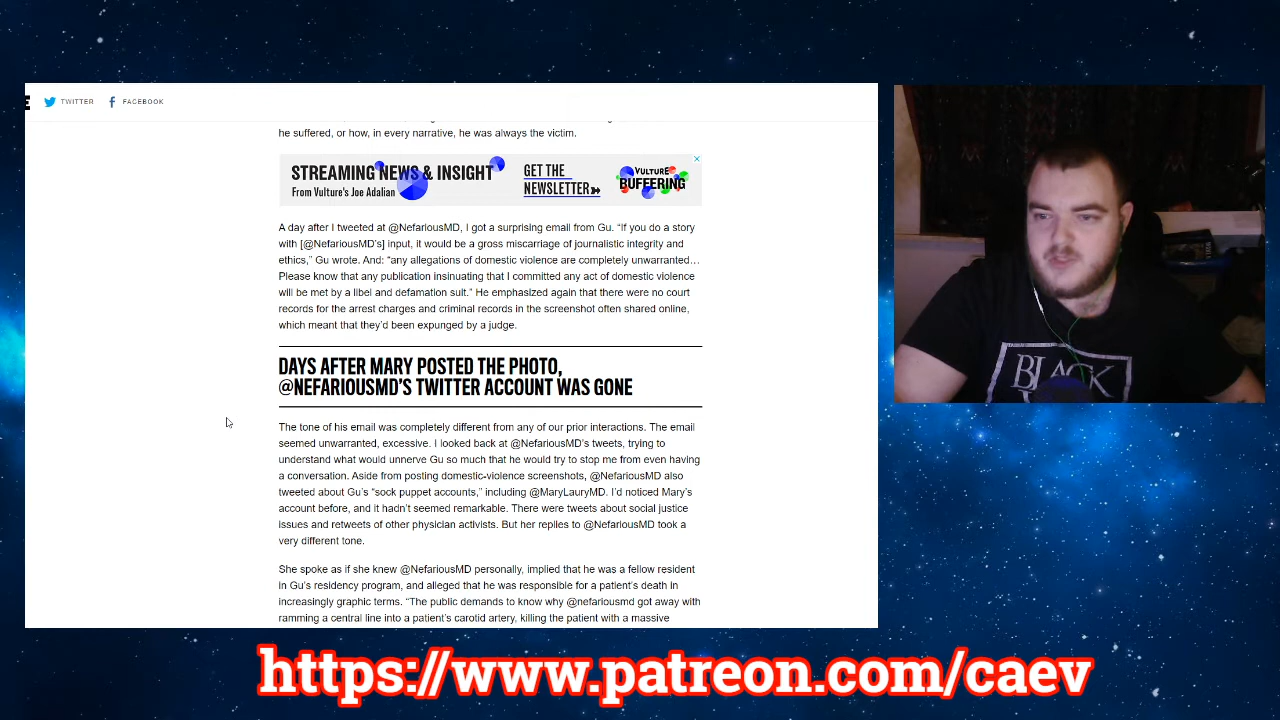 TWITTER FACEBOOK
he suffered, or how, in every narrative, he was always the victim.
STREAMING NEWS & INSIGHT
From Vulture's Joe Adalian
GET THE
NEWSLETTER
VULTURE
BUFFERING
A day after I tweeted at @NefariousMD, I got a surprising email from Gu. “If you do a story
with [@NefariousMD’s] input, it would be a gross miscarriage of journalistic integrity and
ethics,” Gu wrote. And: “any allegations of domestic violence are completely unwarranted…
Please know that any publication insinuating that I committed any act of domestic violence
will be met by a libel and defamation suit.” He emphasized again that there were no court
records for the arrest charges and criminal records in the screenshot often shared online,
which meant that they’d been expunged by a judge.
DAYS AFTER MARY POSTED THE PHOTO,
@NEFARIOUSMD’S TWITTER ACCOUNT WAS GONE
The tone of his email was completely different from any of our prior interactions. The email
seemed unwarranted, excessive. I looked back at @NefariousMD’s tweets, trying to
understand what would unnerve Gu so much that he would try to stop me from even having
a conversation. Aside from posting domestic-violence screenshots, @NefariousMD also
tweeted about Gu’s “sock puppet accounts,” including @MaryLauryMD. I’d noticed Mary’s
account before, and it hadn’t seemed remarkable. There were tweets about social justice
issues and retweets of other physician activists. But her replies to @NefariousMD took a
very different tone.
She spoke as if she knew @NefariousMD personally, implied that he was a fellow resident
in Gu’s residency program, and alleged that he was responsible for a patient’s death in
increasingly graphic terms. “The public demands to know why @nefariousmd got away with
ramming a central line into a patient’s carotid artery, killing the patient with a massive
BLACK
https://www.patreon.com/caev